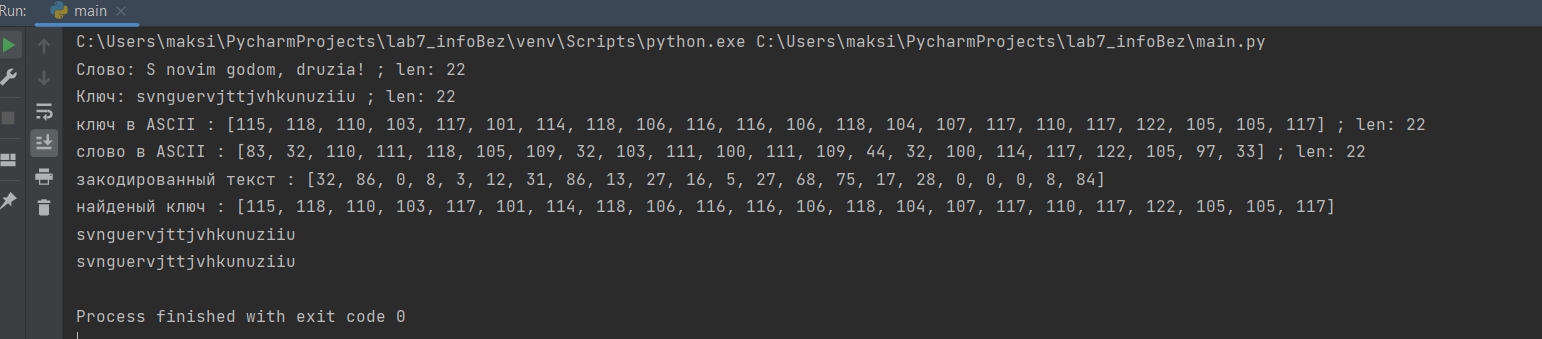 Run: main
C:\Users\maksi\PycharmProjects\lab7_infoBez\venv\Scripts\python.exe C:\Users\maksi\PycharmProjects\lab7_infoBez\main.py
Слово: S novim godom, druzia! ; len: 22
Ключ: svnguervjttjvhkunuziiu ; len: 22
ключ в ASCII : [115, 118, 110, 103, 117, 101, 114, 118, 106, 116, 116, 106, 118, 104, 107, 117, 110, 117, 122, 105, 105, 117] ; len: 22
слово в ASCII : [83, 32, 110, 111, 118, 105, 109, 32, 103, 111, 100, 111, 109, 44, 32, 100, 114, 117, 122, 105, 97, 33] ; len: 22
закодированный текст : [32, 86, 0, 8, 3, 12, 31, 86, 13, 27, 16, 5, 27, 68, 75, 17, 28, 0, 0, 0, 8, 84]
найденый ключ : [115, 118, 110, 103, 117, 101, 114, 118, 106, 116, 116, 106, 118, 104, 107, 117, 110, 117, 122, 105, 105, 117]
svnguervjttjvhkunuziiu
svnguervjttjvhkunuziiu
Process finished with exit code 0